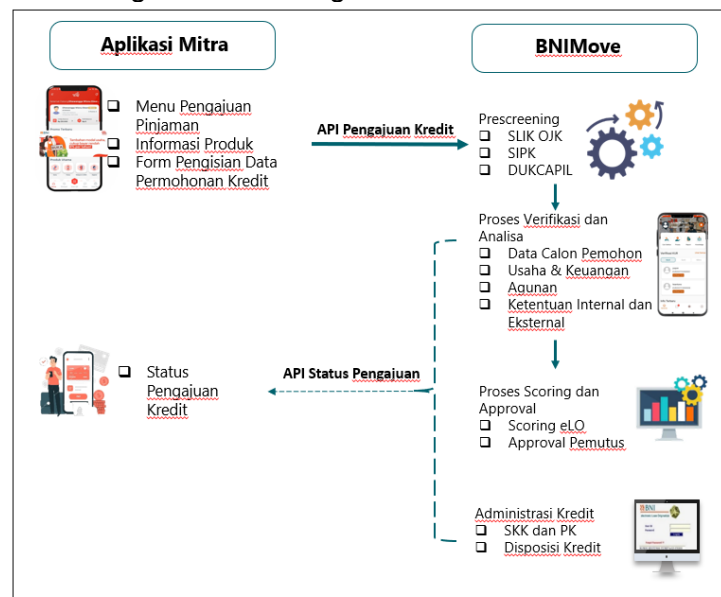 Aplikasi Mitra
BNIMove
Menu Pengajuan
Pinjaman
Informasi Produk
Form Pengisian Data
Permohonan Kredit
API Pengajuan Kredit
Prescreening
SLIK OJK
SIPK
DUKCAPIL
Proses Verifikasi dan
Analisa
Data Calon Pemohon
Usaha & Keuangan
Agunan
Ketentuan Internal dan
Eksternal
Status
Pengajuan
Kredit
API Status Pengajuan
Proses Scoring dan
Approval
Scoring eLO
Approval Pemutus
Administrasi Kredit
SKK dan PK
Disposisi Kredit
BNI